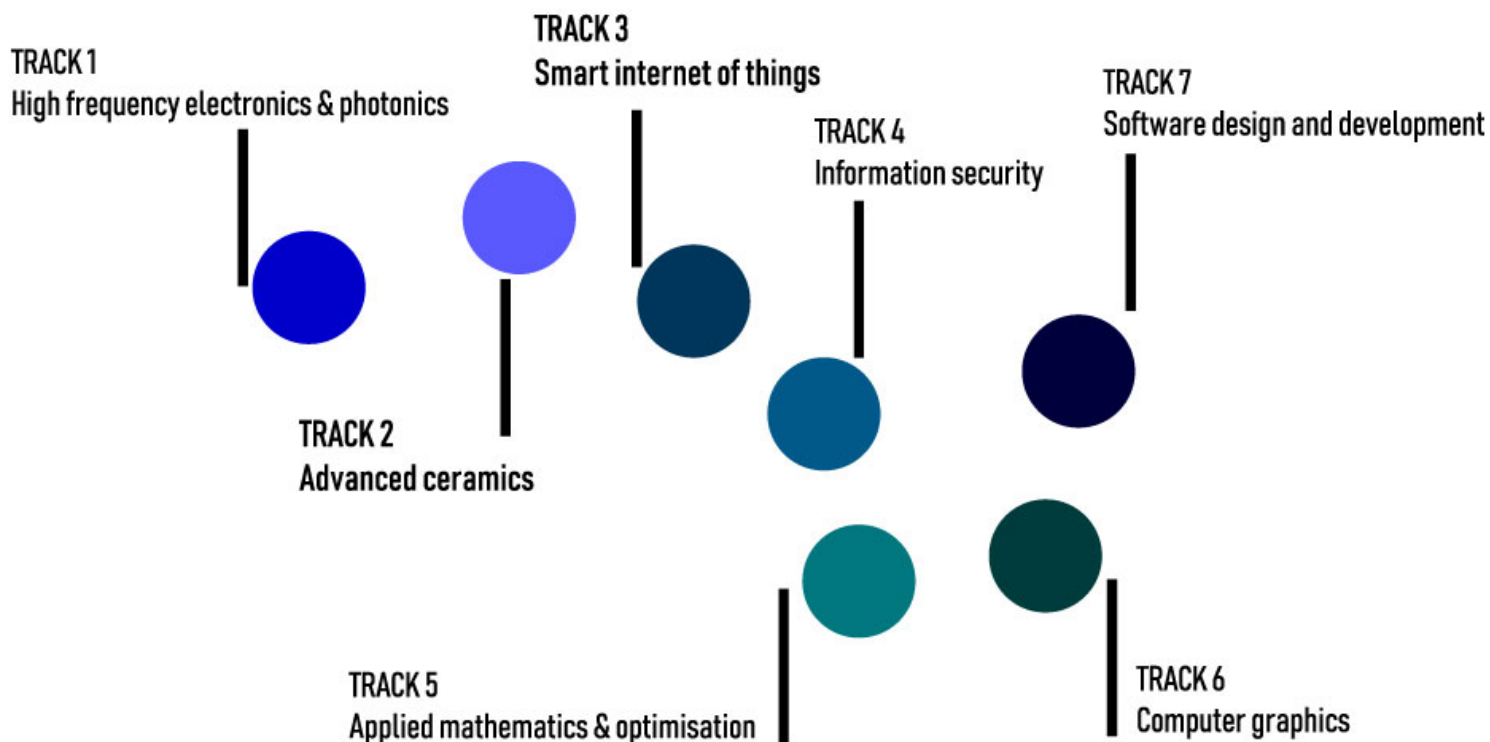 TRACK 1
High frequency electronics & photonics
TRACK 2
Advanced ceramics
TRACK 3
Smart internet of things
TRACK 4
Information security
TRACK 5
Applied mathematics & optimisation
TRACK 6
Computer graphics
TRACK 7
Software design and development